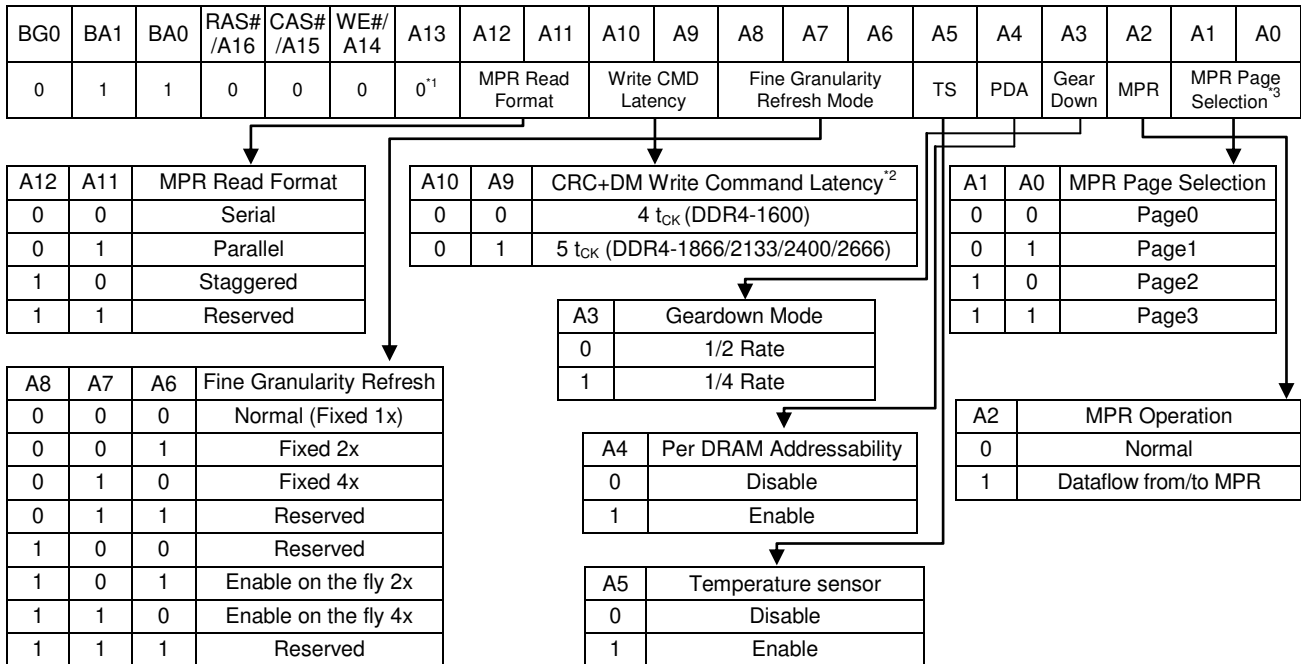 BG0 BA1 BA0 RAS# CAS# WE#/ A13 A12 A11 A10 A9 A8 A7 A6 A5 A4 A3 A2 A1 A0
/A16 /A15 A14
0 1 1 0 0 0 0*1 MPR Read Write CMD Fine Granularity TS PDA Gear MPR MPR Page
Format Latency Refresh Mode Down Selection*3
A12 A11 MPR Read Format
0 0 Serial
0 1 Parallel
1 0 Staggered
1 1 Reserved
A10 A9 CRC+DM Write Command Latency*2
0 0 4 tCK (DDR4-1600)
0 1 5 tCK (DDR4-1866/2133/2400/2666)
A1 A0 MPR Page Selection
0 0 Page0
0 1 Page1
1 0 Page2
1 1 Page3
A3 Geardown Mode
0 1/2 Rate
1 1/4 Rate
A8 A7 A6 Fine Granularity Refresh
0 0 0 Normal (Fixed 1x)
0 0 1 Fixed 2x
0 1 0 Fixed 4x
0 1 1 Reserved
1 0 0 Reserved
1 0 1 Enable on the fly 2x
1 1 0 Enable on the fly 4x
1 1 1 Reserved
A4 Per DRAM Addressability
0 Disable
1 Enable
A2 MPR Operation
0 Normal
1 Dataflow from/to MPR
A5 Temperature sensor
0 Disable
1 Enable